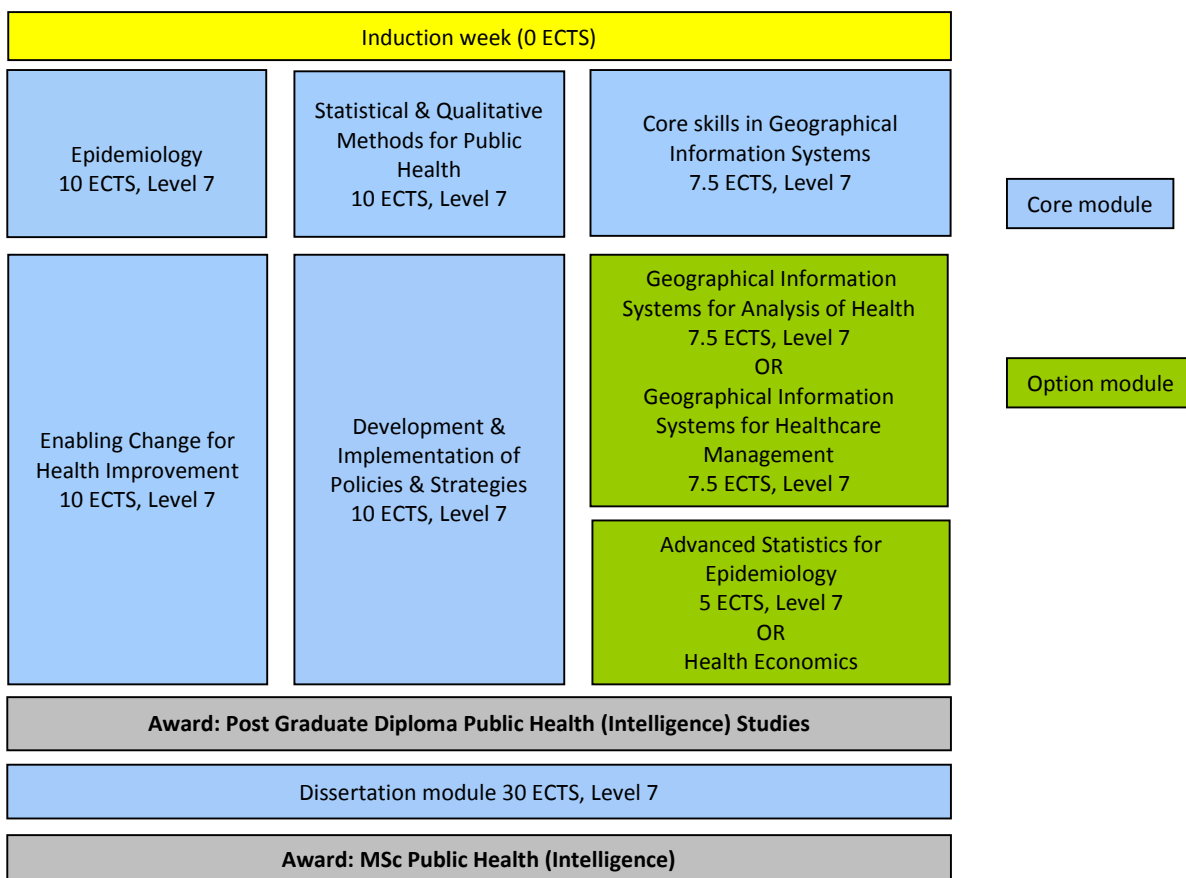 Induction week (0 ECTS)
Epidemiology
10 ECTS, Level 7
Statistical & Qualitative
Methods for Public
Health
10 ECTS, Level 7
Core skills in Geographical
Information Systems
7.5 ECTS, Level 7
Core module
Enabling Change for
Health Improvement
10 ECTS, Level 7
Development &
Implementation of
Policies & Strategies
10 ECTS, Level 7
Geographical Information
Systems for Analysis of Health
7.5 ECTS, Level 7
OR
Geographical Information
Systems for Healthcare
Management
7.5 ECTS, Level 7
Option module
Advanced Statistics for
Epidemiology
5 ECTS, Level 7
OR
Health Economics
Award: Post Graduate Diploma Public Health (Intelligence) Studies
Dissertation module 30 ECTS, Level 7
Award: MSc Public Health (Intelligence)